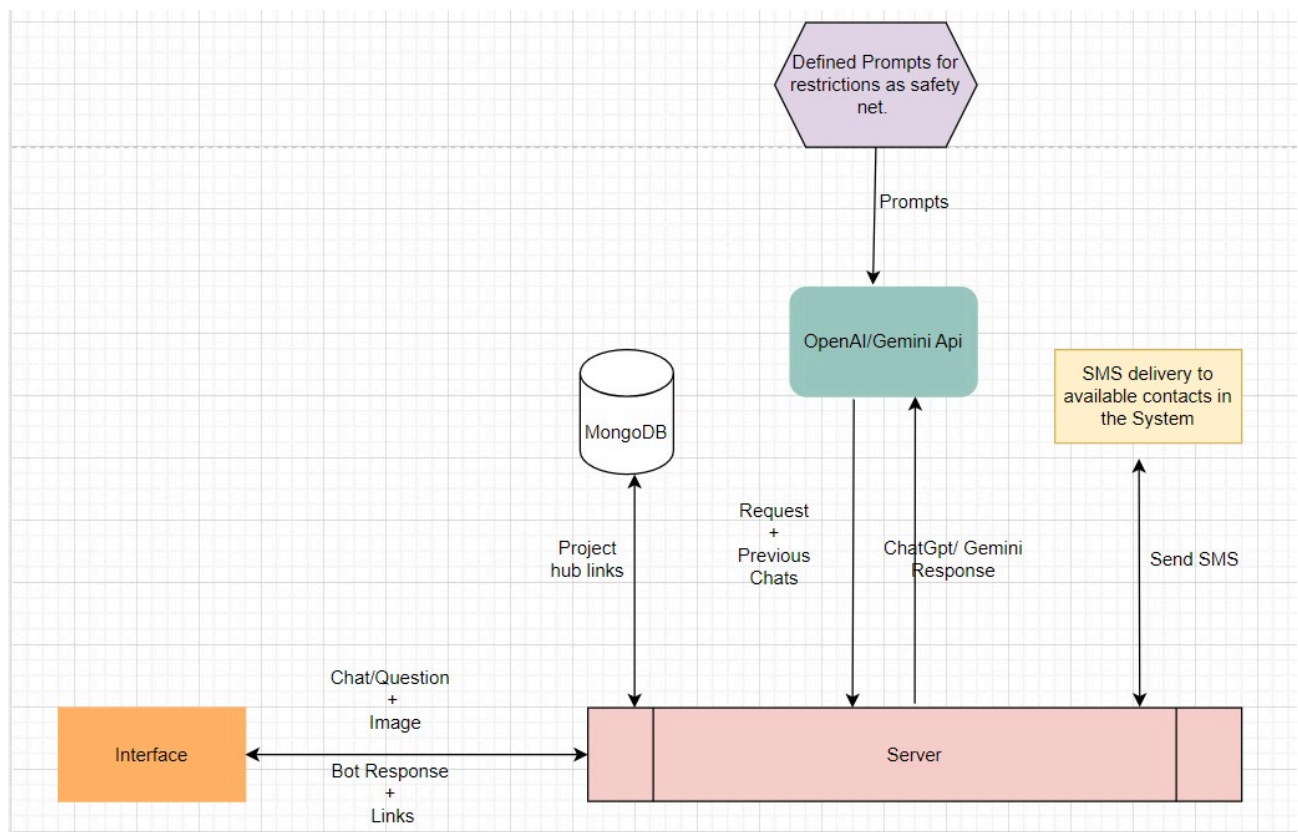 Defined Prompts for
restrictions as safety
net.
Prompts
OpenAI/Gemini Api
SMS delivery to
available contacts in
the System
MongoDB
Request
+
Previous
Chats
ChatGpt/ Gemini
Response
Project
hub links
Send SMS
Chat/Question
+
Image
Interface
Server
Bot Response
+
Links